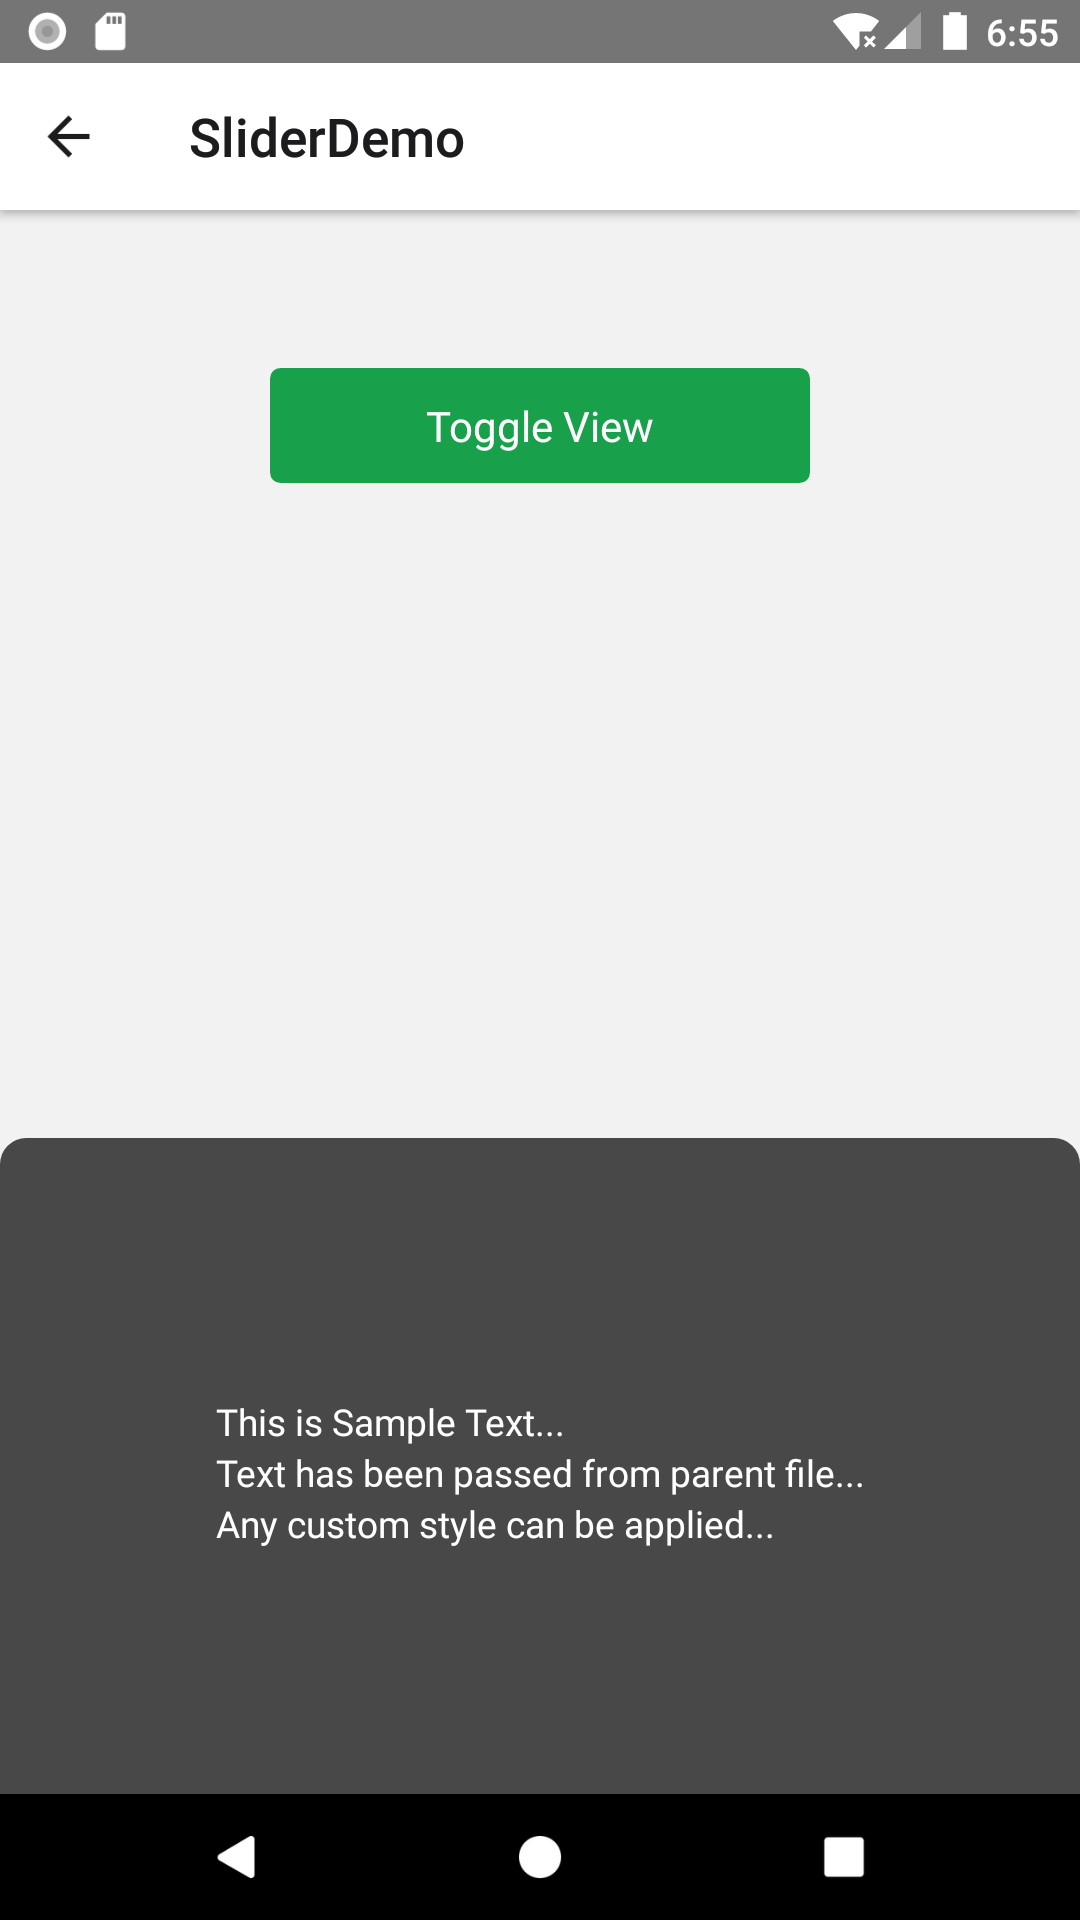 6:55
SliderDemo
Toggle View
This is Sample Text...
Text has been passed from parent file...
Any custom style can be applied...